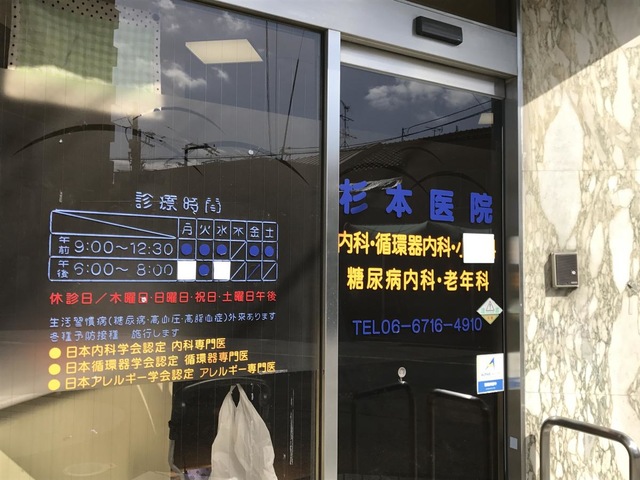 診療時間
月 火 水 木 金 土
午前 9:00〜12:30 ● ● ● / ● ●
午後 6:00〜8:00 ● / /
休診日/木曜日・日曜日・祝日・土曜日午後
生活習慣病(糖尿病・高血圧・高脂血症)外来あります
各種予防接種 施行します
●日本内科学会認定 内科専門医
●日本循環器学会認定 循環器専門医
●日本アレルギー学会認定 アレルギー専門医
杉本医院
内科・循環器内科・小
糖尿病内科・老年科
TEL06-6716-4910